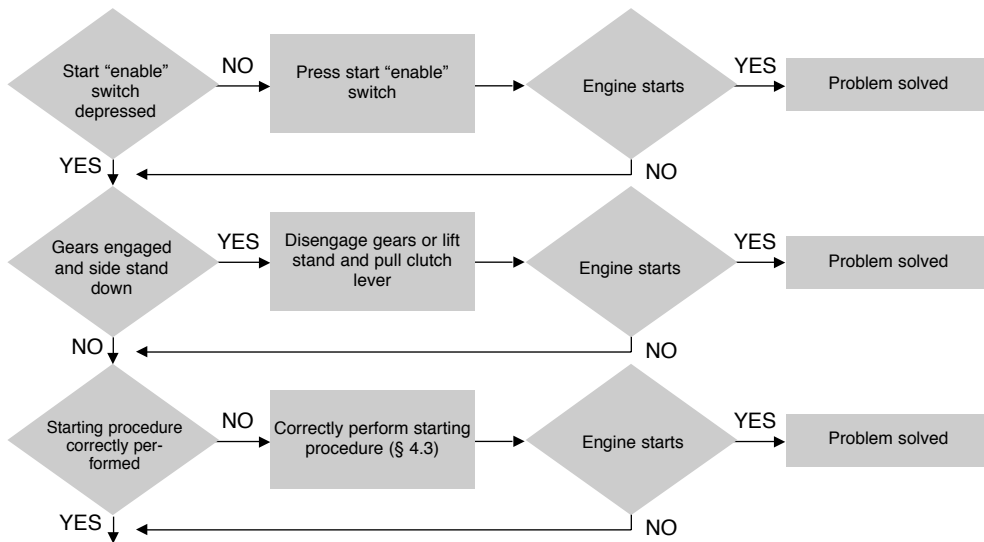 Start “enable”
switch
depressed
NO
Press start “enable”
switch
Engine starts
YES
Problem solved
YES
NO
Gears engaged
and side stand
down
YES
Disengage gears or lift
stand and pull clutch
lever
Engine starts
YES
Problem solved
NO
NO
Starting procedure
correctly per-
formed
NO
Correctly perform starting
procedure (§ 4.3)
Engine starts
YES
Problem solved
YES
NO